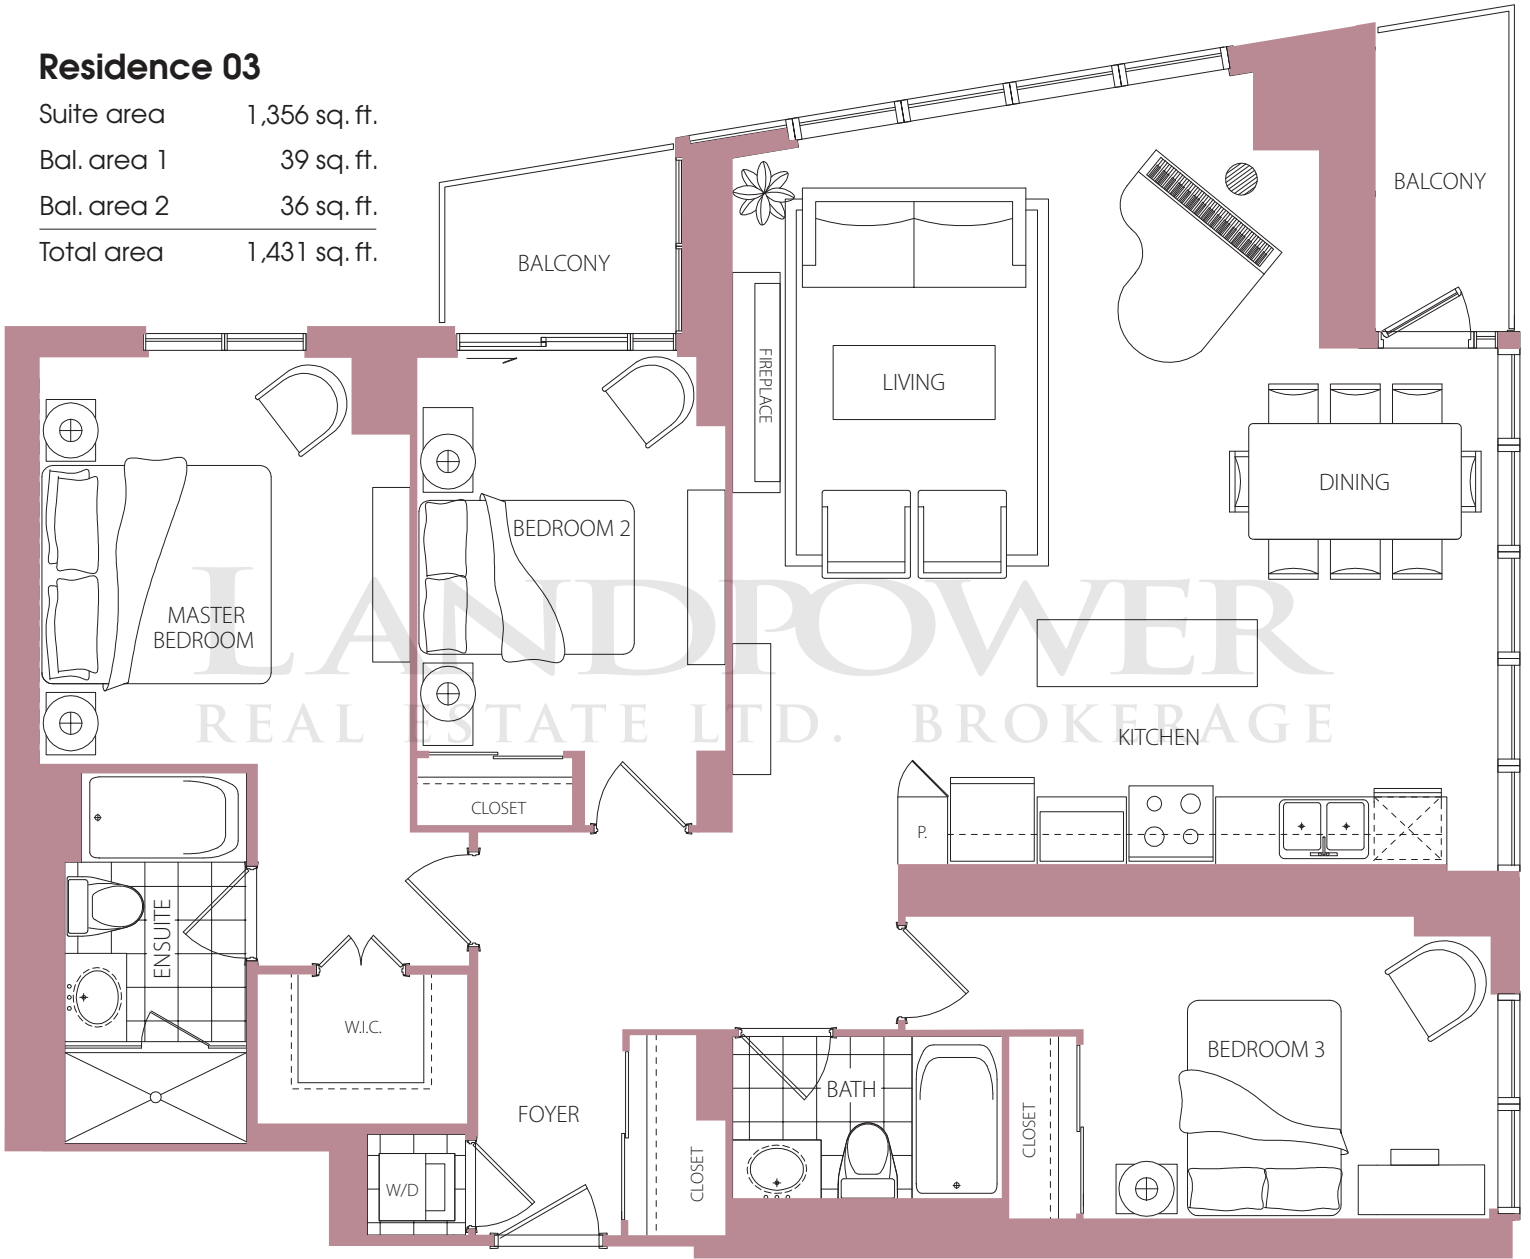 Residence 03
Suite area 1,356 sq. ft.
Bal. area 1 39 sq. ft.
Bal. area 2 36 sq. ft.
Total area 1,431 sq. ft.
BALCONY
BALCONY
FIREPLACE
LIVING
DINING
BEDROOM 2
MASTER
BEDROOM
LANDPOWER
REAL ESTATE LTD. BROKERAGE
KITCHEN
CLOSET
P.
ENSUITE
W.I.C.
BEDROOM 3
BATH
FOYER
CLOSET
CLOSET
W/D